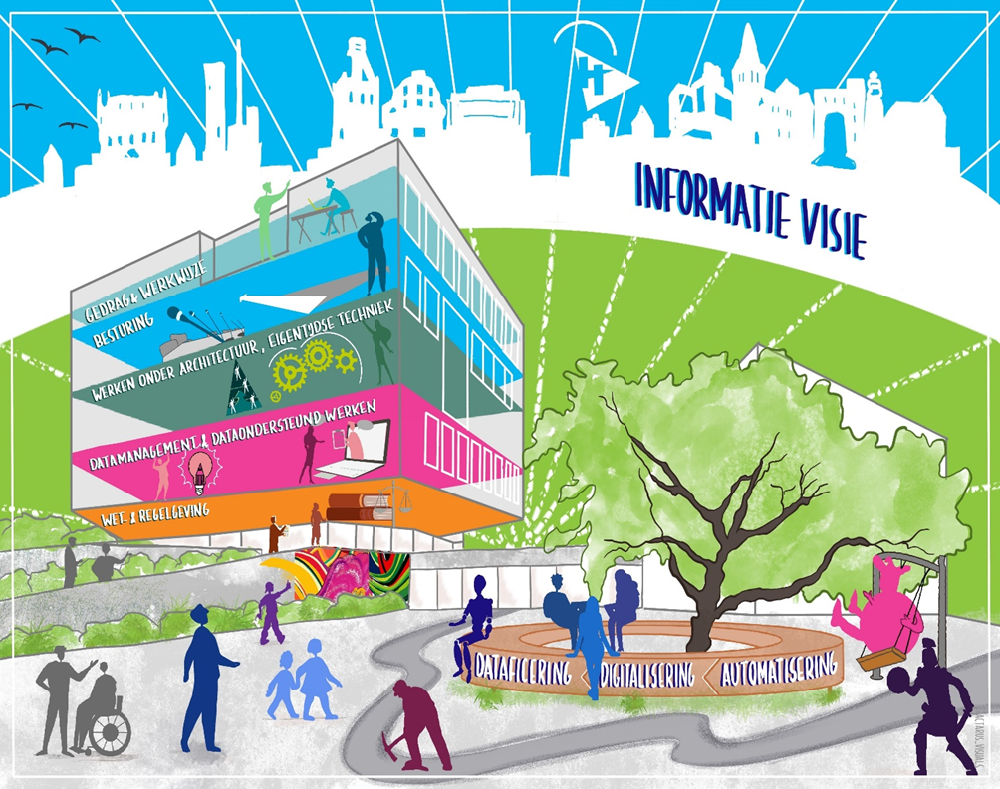 INFORMATIE VISIE
GEDRAG & WERKWIJZE
BESTURING
WERKEN ONDER ARCHITECTUUR, EIGENTIJDSE TECHNIEK
DATAMANAGEMENT & DATAONDERSTEUND WERKEN
WET- & REGELGEVING
DATAFICERING < DIGITALISERING < AUTOMATISERING